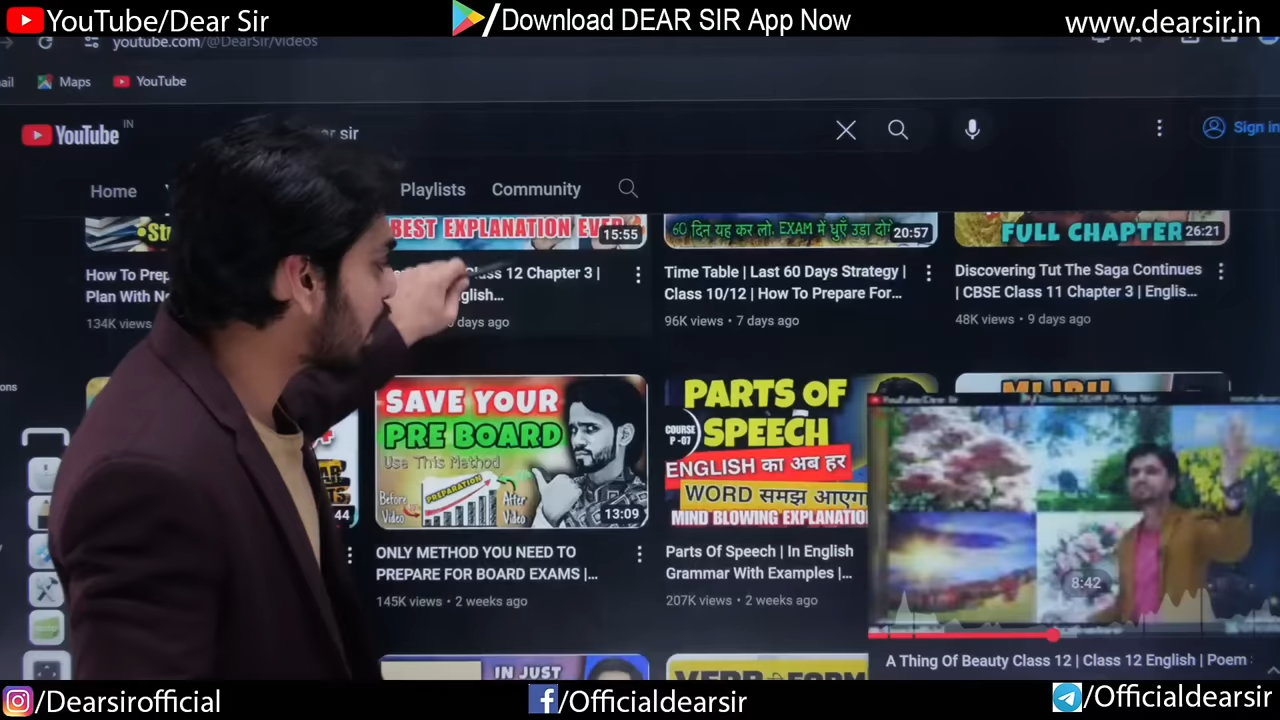 YouTube/Dear Sir
/Download DEAR SIR App Now
www.dearsir.in
youtube.com/@DearSir/videos
Maps
YouTube
YouTube IN
sir
Sign in
Home
Playlists
Community
BEST EXPLANATION EVER
15:55
60 दिन यह कर लो, EXAM में धुएँ उड़ा दोगे
20:57
FULL CHAPTER
26:21
How To Prep
Plan With
134K views
Class 12 Chapter 3 |
days ago
Time Table | Last 60 Days Strategy |
Class 10/12 | How To Prepare For...
96K views • 7 days ago
Discovering Tut The Saga Continues
| CBSE Class 11 Chapter 3 | Englis...
48K views • 9 days ago
44
SAVE YOUR
PRE BOARD
Use This Method
Before
Video
PREPARATION
After
Video
13:09
ONLY METHOD YOU NEED TO
PREPARE FOR BOARD EXAMS |...
145K views • 2 weeks ago
PARTS OF
SPEECH
COURSE
P -07
ENGLISH का अब हर
WORD समझ आएगा
MIND BLOWING EXPLANATION
Parts Of Speech | In English
Grammar With Examples |...
207K views • 2 weeks ago
8:42
A Thing Of Beauty Class 12 | Class 12 English | Poem
IN JUST
/Dearsirofficial
/Officialdearsir
/Officialdearsir